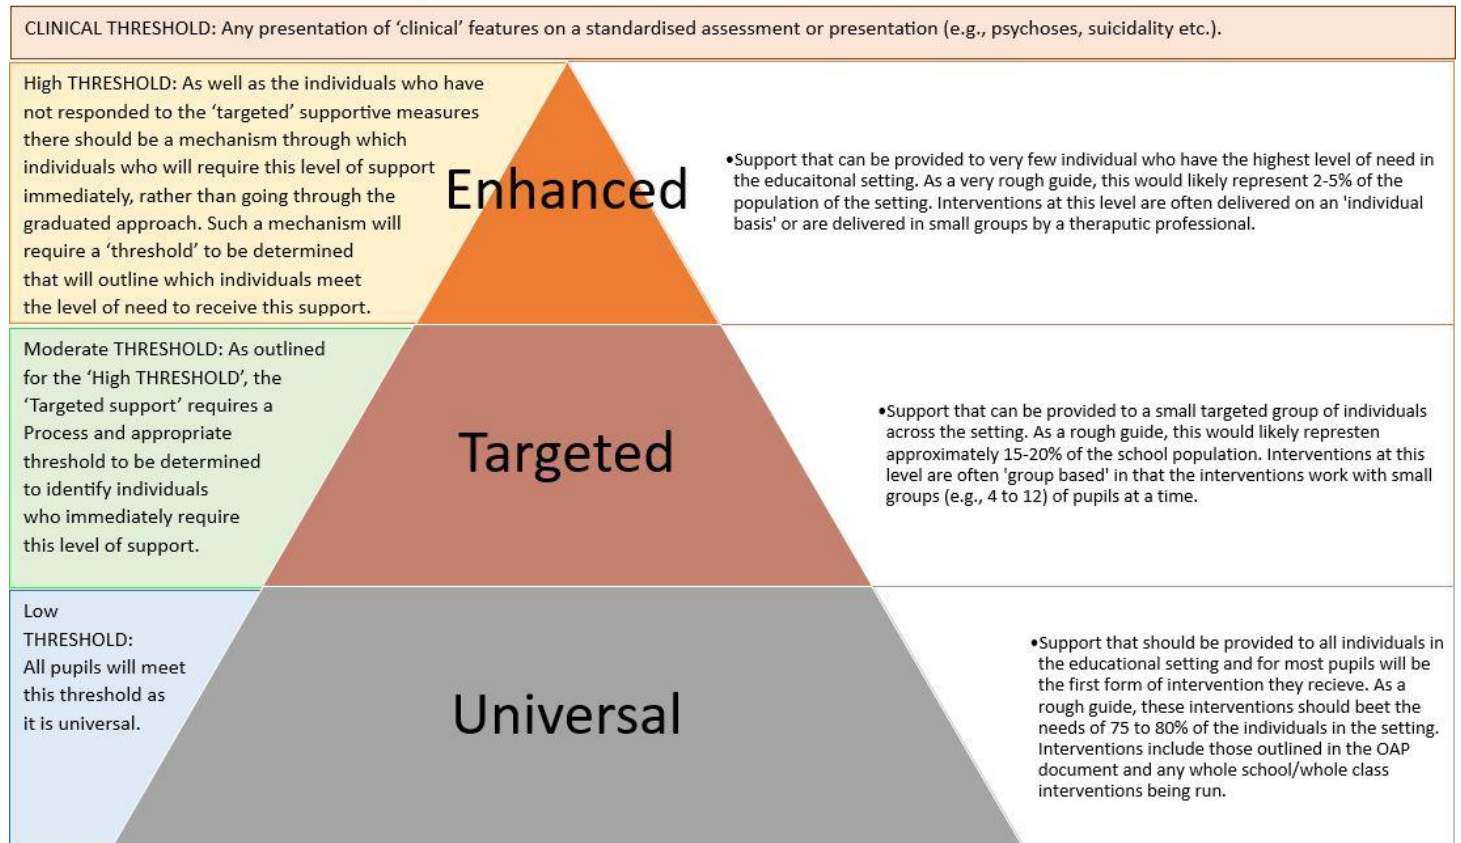 CLINICAL THRESHOLD: Any presentation of ‘clinical’ features on a standardised assessment or presentation (e.g., psychoses, suicidality etc.).
High THRESHOLD: As well as the individuals who have
not responded to the ‘targeted’ supportive measures
there should be a mechanism through which
individuals who will require this level of support
immediately, rather than going through the
graduated approach. Such a mechanism will
require a ‘threshold’ to be determined
that will outline which individuals meet
the level of need to receive this support.
Enhanced
•Support that can be provided to very few individual who have the highest level of need in
the educaitonal setting. As a very rough guide, this would likely represent 2-5% of the
population of the setting. Interventions at this level are often delivered on an 'individual
basis' or are delivered in small groups by a theraputic professional.
Moderate THRESHOLD: As outlined
for the ‘High THRESHOLD’, the
‘Targeted support’ requires a
Process and appropriate
threshold to be determined
to identify individuals
who immediately require
this level of support.
Targeted
•Support that can be provided to a small targeted group of individuals
across the setting. As a rough guide, this would likely represten
approximately 15-20% of the school population. Interventions at this
level are often 'group based' in that the interventions work with small
groups (e.g., 4 to 12) of pupils at a time.
Low
THRESHOLD:
All pupils will meet
this threshold as
it is universal.
Universal
•Support that should be provided to all individuals in
the educational setting and for most pupils will be
the first form of intervention they recieve. As a
rough guide, these interventions should beet the
needs of 75 to 80% of the individuals in the setting.
Interventions include those outlined in the OAP
document and any whole school/whole class
interventions being run.